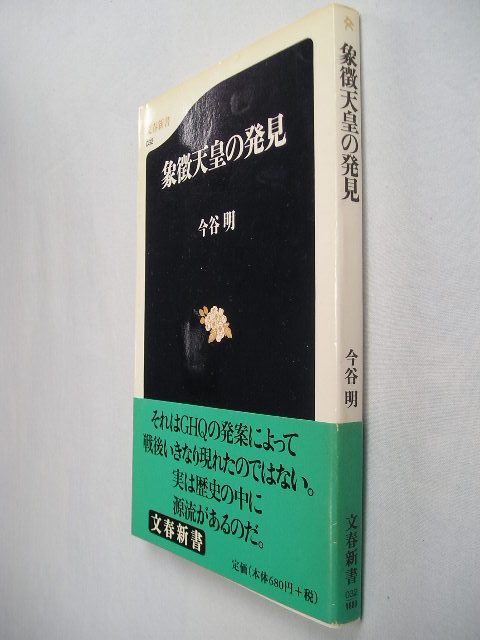 文春新書
032
象徴天皇の発見
今谷 明
それはGHQの発案によって
戦後いきなり現れたのではない。
実は歴史の中に
源流があるのだ。
文春新書
定価(本体680円+税)
象徴天皇の発見
今谷 明
文春新書
032